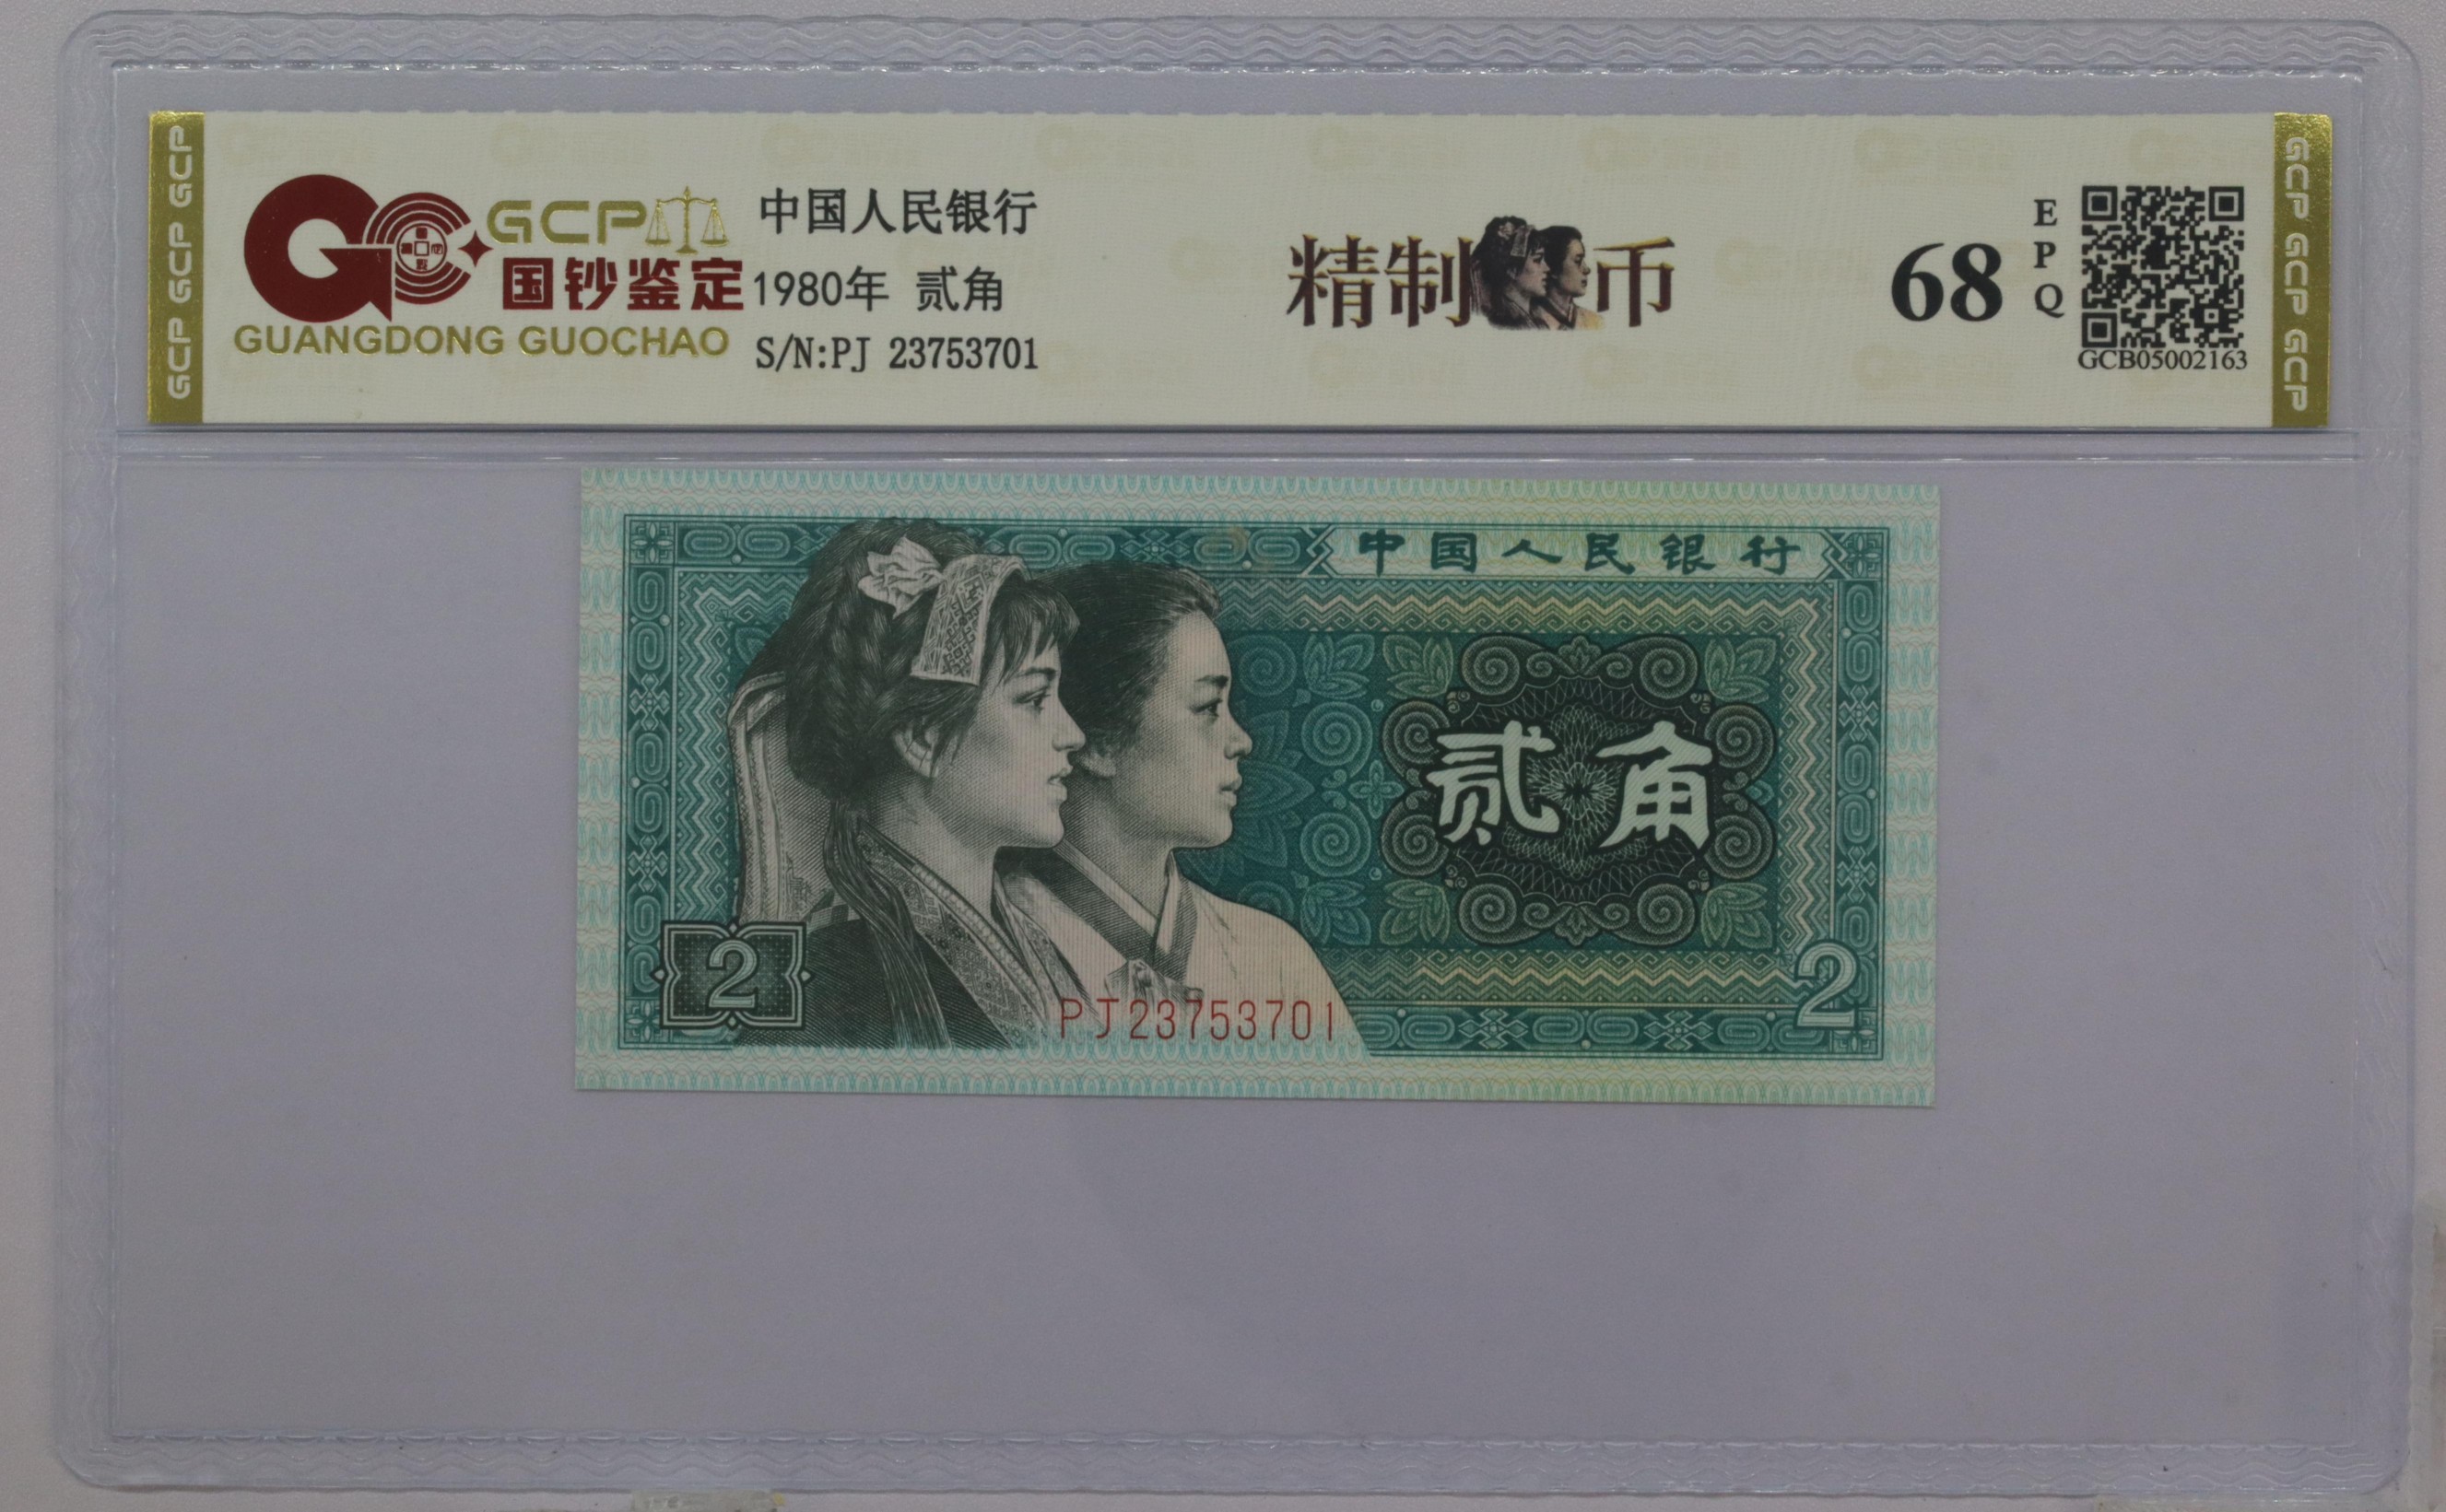 GCP GCP GCP
GCP
国钞鉴定
GUANGDONG GUOCHAO
中国人民银行
1980年 贰角
S/N:PJ 23753701
精制币
68
EPQ
GCB05002163
GCP GCP GCP
中国人民银行
贰角
2
PJ23753701
2